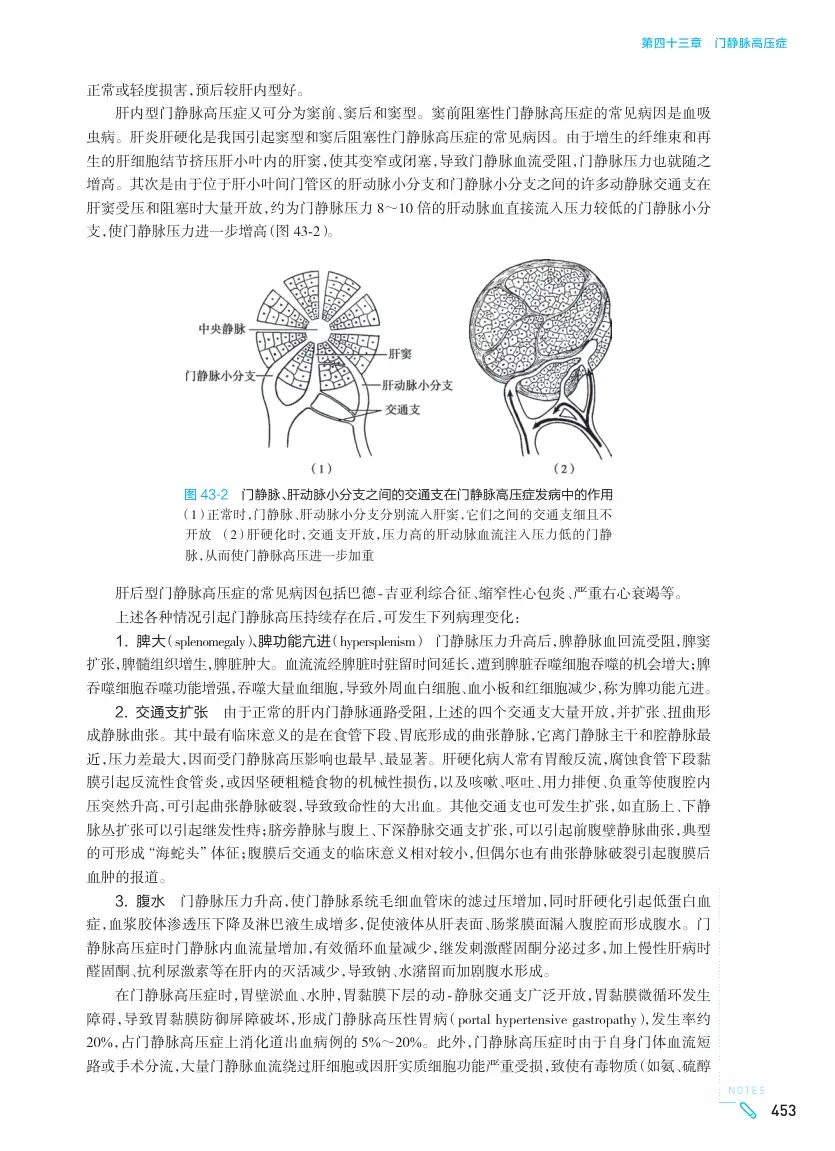 第四十三章　门静脉高压症
正常或轻度损害,预后较肝内型好。
肝内型门静脉高压症又可分为窦前、窦后和窦型。窦前阻塞性门静脉高压症的常见病因是血吸
虫病。肝炎肝硬化是我国引起窦型和窦后阻塞性门静脉高压症的常见病因。由于增生的纤维束和再
生的肝细胞结节挤压肝小叶内的肝窦,使其变窄或闭塞,导致门静脉血流受阻,门静脉压力也就随之
增高。其次是由于位于肝小叶间门管区的肝动脉小分支和门静脉小分支之间的许多动静脉交通支在
肝窦受压和阻塞时大量开放,约为门静脉压力 8～10 倍的肝动脉血直接流入压力较低的门静脉小分
支,使门静脉压力进一步增高(图 43-2)。
中央静脉
肝窦
门静脉小分支
肝动脉小分支
交通支
(1)
(2)
图 43-2　门静脉、肝动脉小分支之间的交通支在门静脉高压症发病中的作用
(1)正常时,门静脉、肝动脉小分支分别流入肝窦,它们之间的交通支细且不
开放　(2)肝硬化时,交通支开放,压力高的肝动脉血流注入压力低的门静
脉,从而使门静脉高压进一步加重
肝后型门静脉高压症的常见病因包括巴德-吉亚利综合征、缩窄性心包炎、严重右心衰竭等。
上述各种情况引起门静脉高压持续存在后,可发生下列病理变化:
1. 脾大(splenomegaly)、脾功能亢进(hypersplenism)　门静脉压力升高后,脾静脉血回流受阻,脾窦
扩张,脾髓组织增生,脾脏肿大。血流流经脾脏时驻留时间延长,遭到脾脏吞噬细胞吞噬的机会增大;脾
吞噬细胞吞噬功能增强,吞噬大量血细胞,导致外周血白细胞、血小板和红细胞减少,称为脾功能亢进。
2. 交通支扩张　由于正常的肝内门静脉通路受阻,上述的四个交通支大量开放,并扩张、扭曲形
成静脉曲张。其中最有临床意义的是在食管下段、胃底形成的曲张静脉,它离门静脉主干和腔静脉最
近,压力差最大,因而受门静脉高压影响也最早、最显著。肝硬化病人常有胃酸反流,腐蚀食管下段黏
膜引起反流性食管炎,或因坚硬粗糙食物的机械性损伤,以及咳嗽、呕吐、用力排便、负重等使腹腔内
压突然升高,可引起曲张静脉破裂,导致致命性的大出血。其他交通支也可发生扩张,如直肠上、下静
脉丛扩张可以引起继发性痔;脐旁静脉与腹上、下深静脉交通支扩张,可以引起前腹壁静脉曲张,典型
的可形成“海蛇头”体征;腹膜后交通支的临床意义相对较小,但偶尔也有曲张静脉破裂引起腹膜后
血肿的报道。
3. 腹水　门静脉压力升高,使门静脉系统毛细血管床的滤过压增加,同时肝硬化引起低蛋白血
症,血浆胶体渗透压下降及淋巴液生成增多,促使液体从肝表面、肠浆膜面漏入腹腔而形成腹水。门
静脉高压症时门静脉内血流量增加,有效循环血量减少,继发刺激醛固酮分泌过多,加上慢性肝病时
醛固酮、抗利尿激素等在肝内的灭活减少,导致钠、水潴留而加剧腹水形成。
在门静脉高压症时,胃壁淤血、水肿,胃黏膜下层的动-静脉交通支广泛开放,胃黏膜微循环发生
障碍,导致胃黏膜防御屏障破坏,形成门静脉高压性胃病(portal hypertensive gastropathy),发生率约
20%,占门静脉高压症上消化道出血病例的 5%～20%。此外,门静脉高压症时由于自身门体血流短
路或手术分流,大量门静脉血流绕过肝细胞或因肝实质细胞功能严重受损,致使有毒物质(如氨、硫醇
NOTES
453